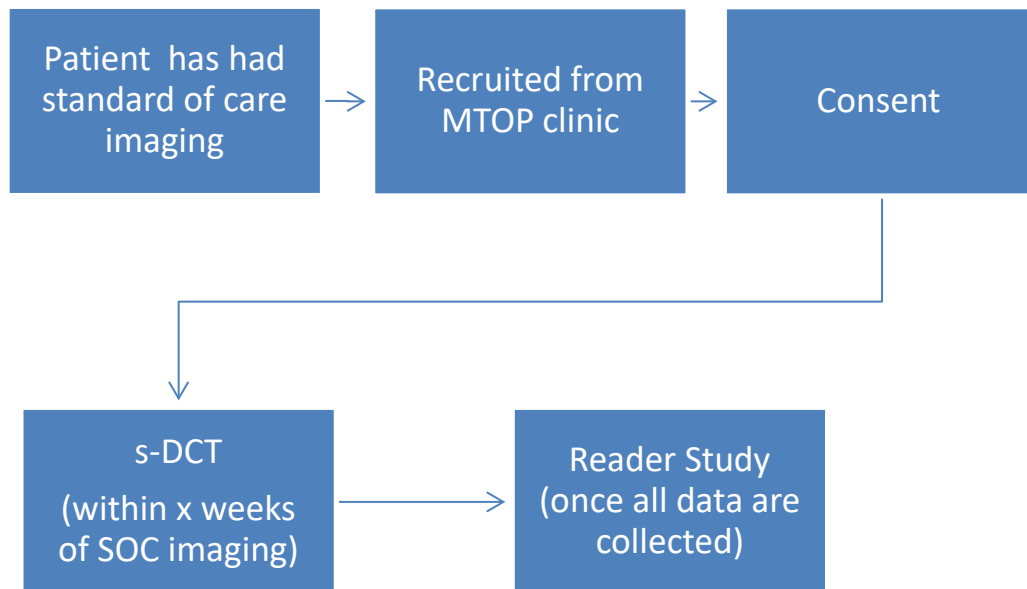 Patient has had
standard of care
imaging
Recruited from
MTOP clinic
Consent
s-DCT
(within x weeks
of SOC imaging)
Reader Study
(once all data are
collected)